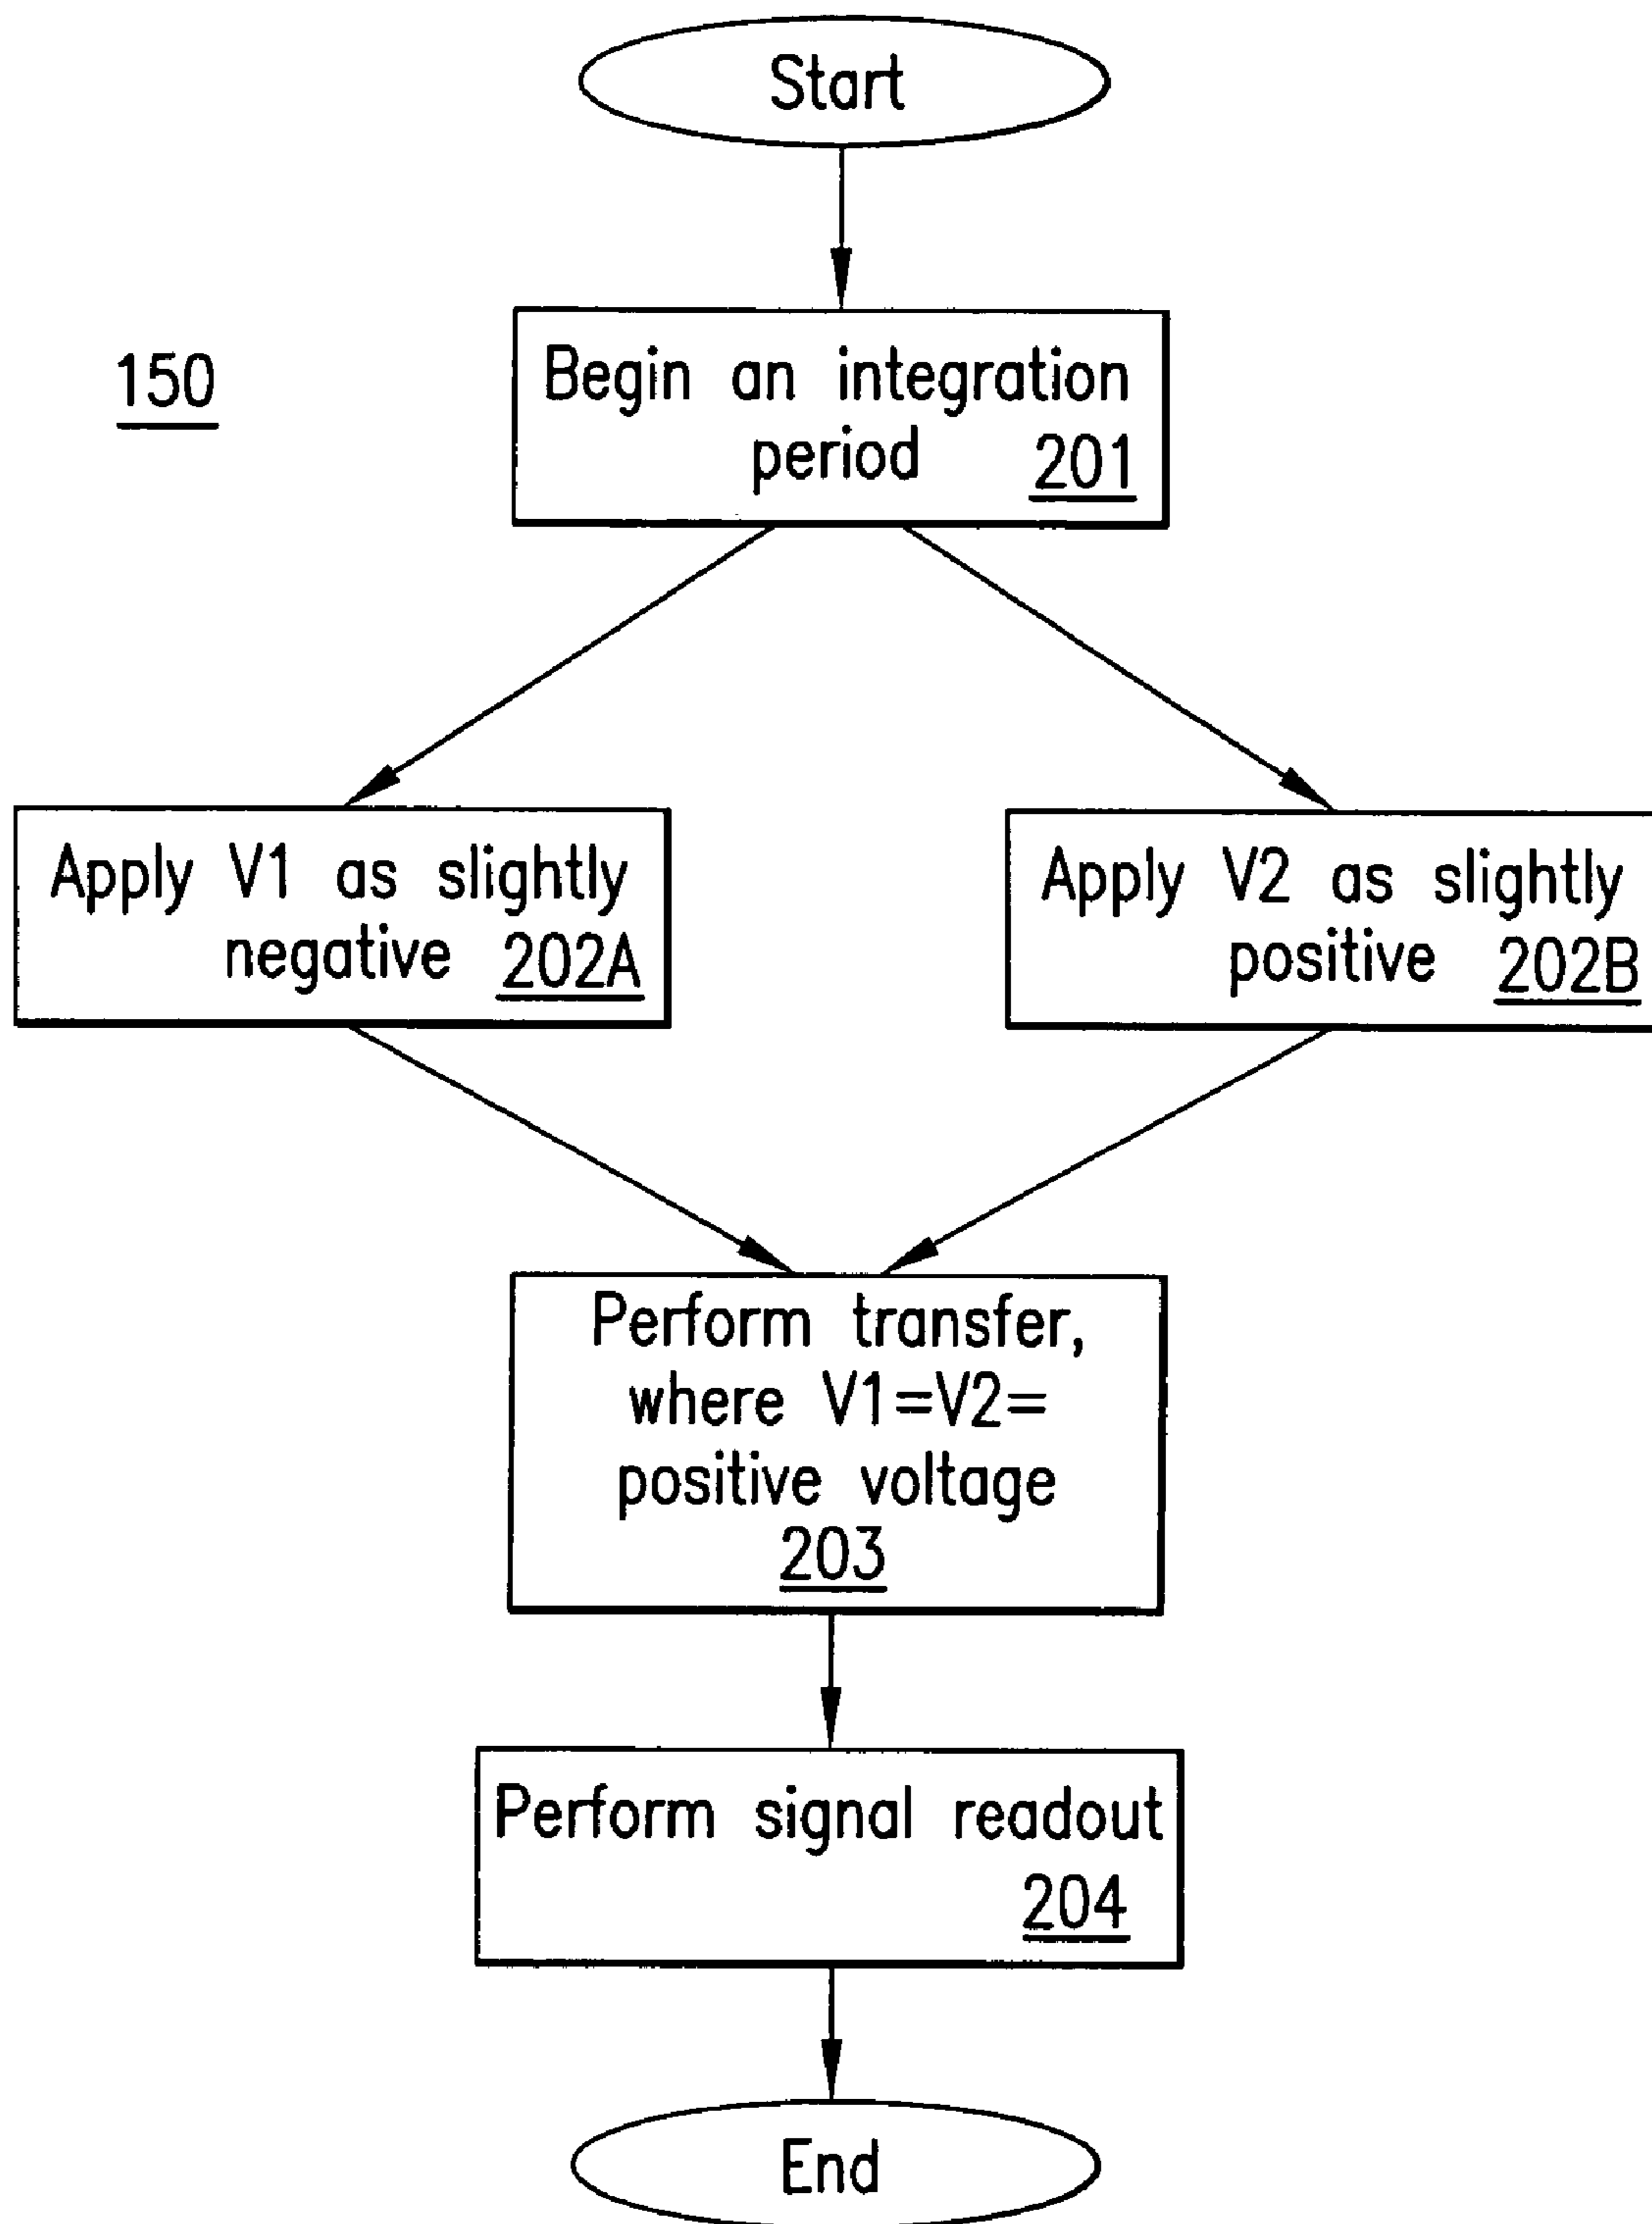 Start
150
Begin an integration
period 201
Apply V1 as slightly
negative 202A
Apply V2 as slightly
positive 202B
Perform transfer,
where V1=V2=
positive voltage
203
Perform signal readout
204
End